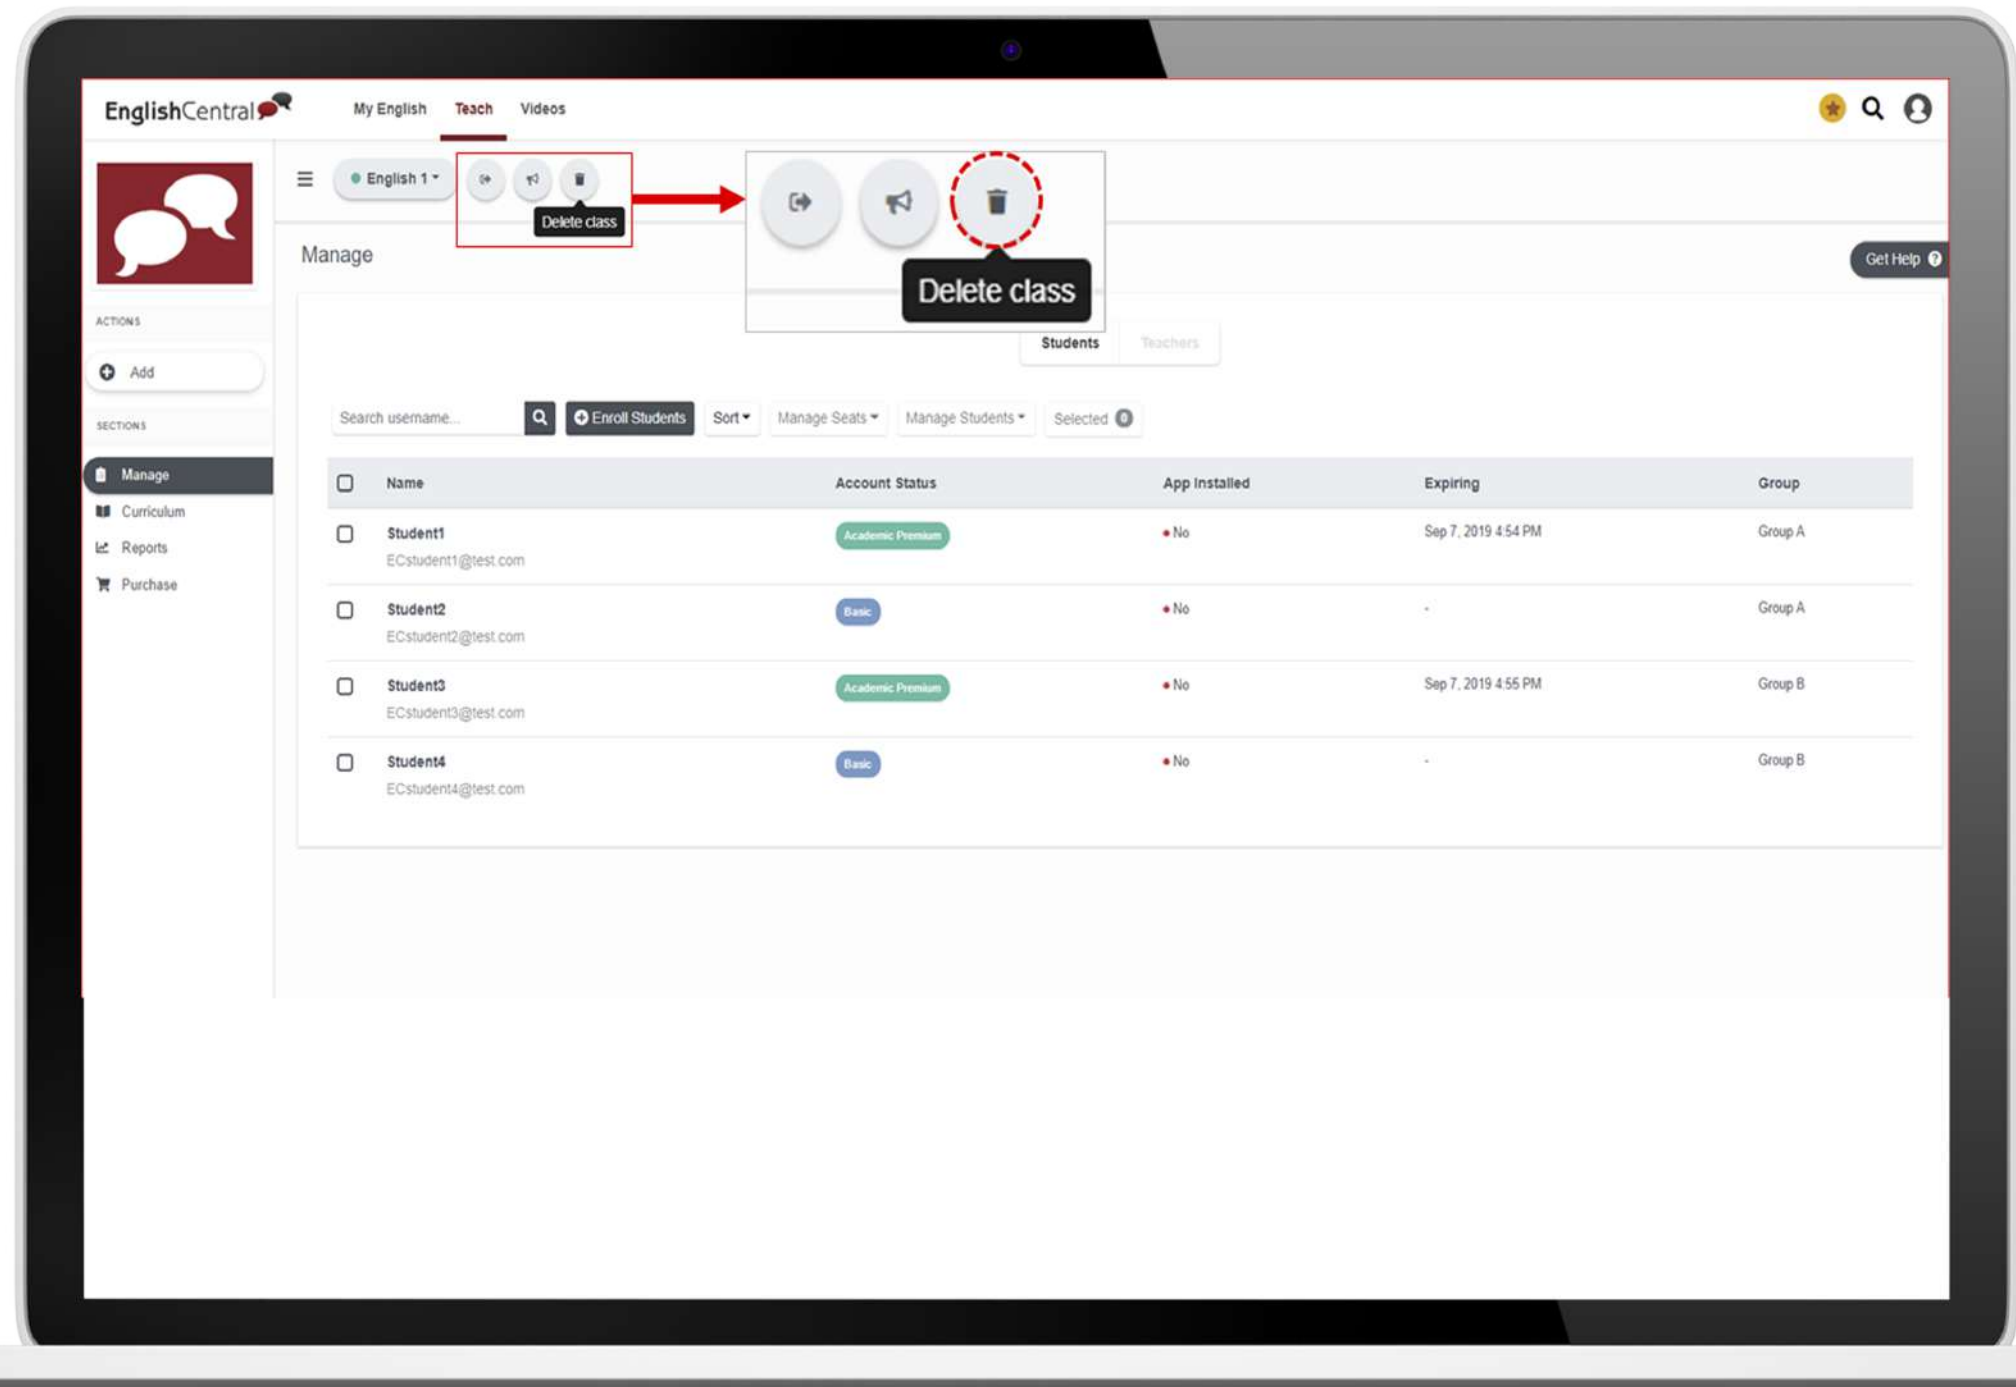 EnglishCentral My English Teach Videos
English 1
Delete class
Delete class
Manage
Get Help ?
ACTIONS
Students Teachers
Add
Search username... Enroll Students Sort Manage Seats Manage Students Selected 0
SECTIONS
Manage
Curriculum
Reports
Purchase
Name Account Status App Installed Expiring Group
Student1 Academic Premium No Sep 7, 2019 4:54 PM Group A
ECstudent1@test.com
Student2 Basic No - Group A
ECstudent2@test.com
Student3 Academic Premium No Sep 7, 2019 4:55 PM Group B
ECstudent3@test.com
Student4 Basic No - Group B
ECstudent4@test.com